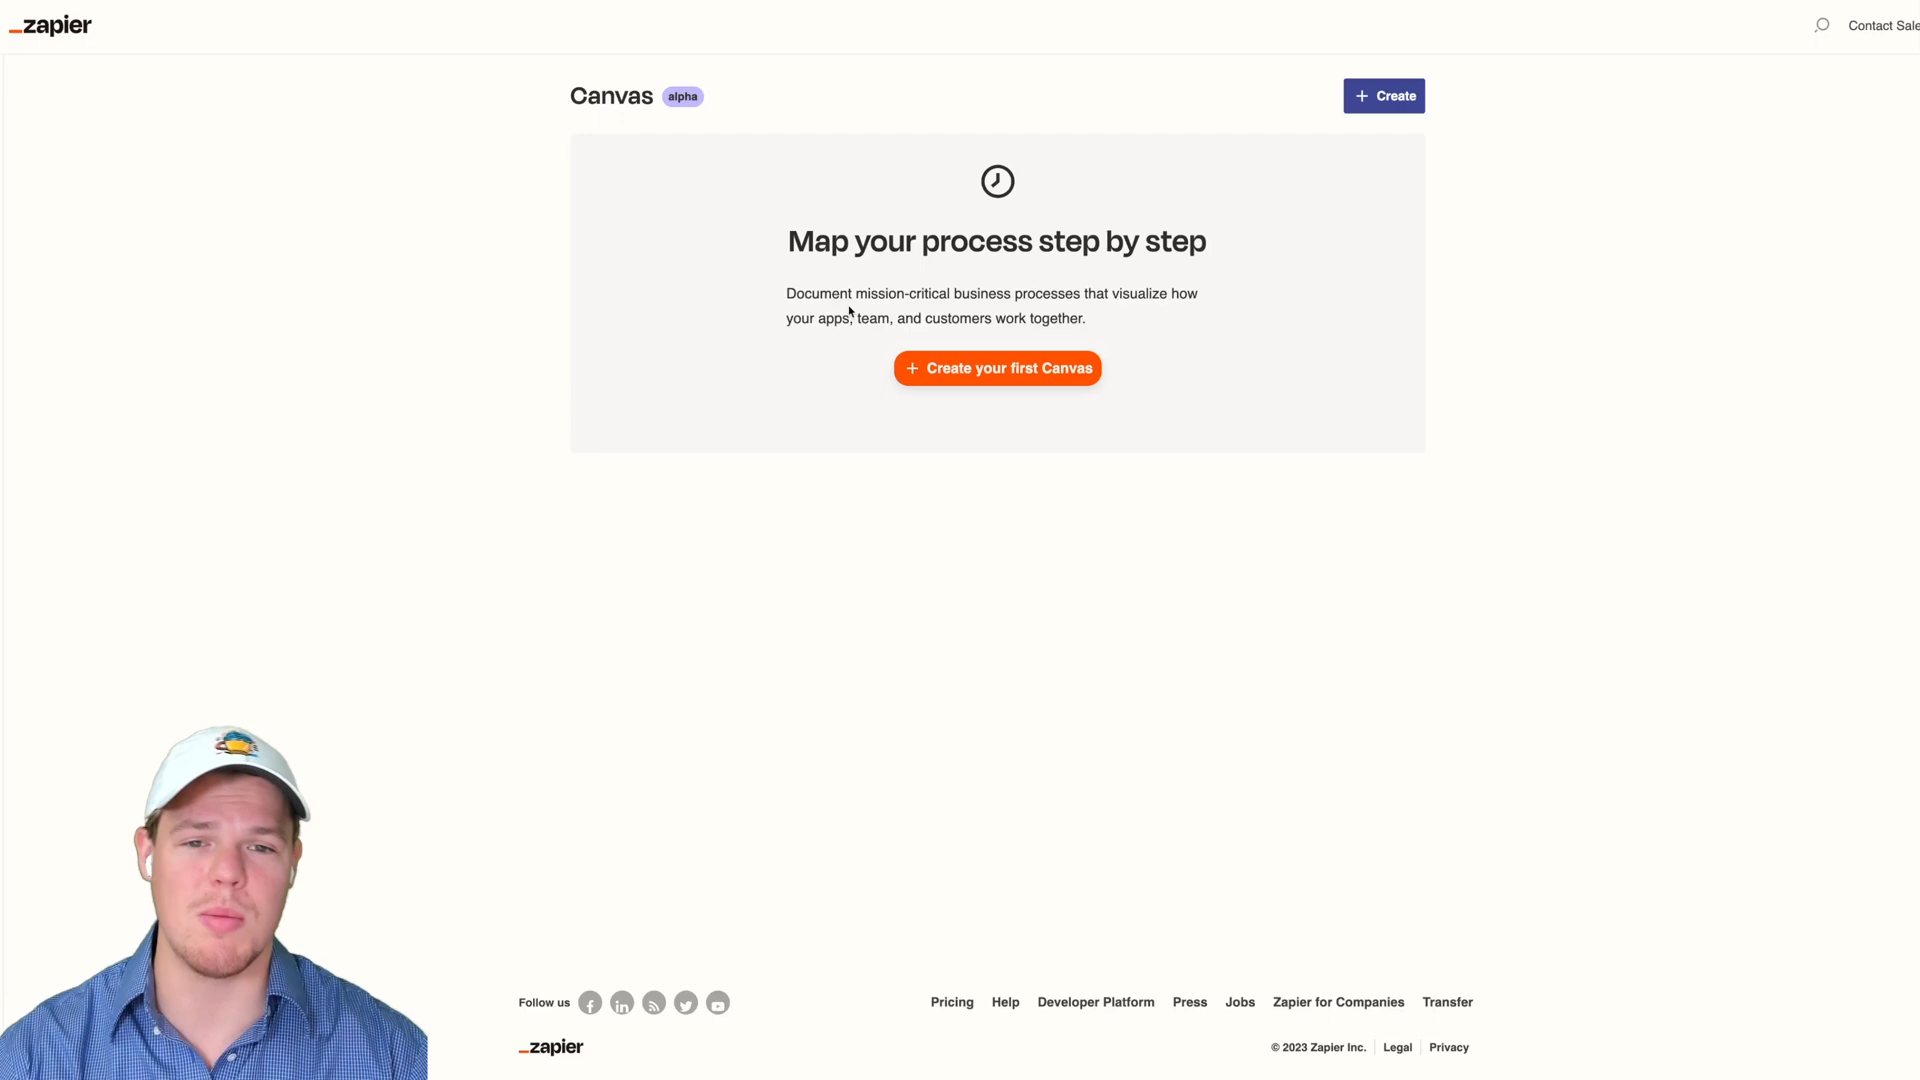 zapier
Contact Sale
Canvas alpha
+ Create
Map your process step by step
Document mission-critical business processes that visualize how
your apps, team, and customers work together.
+ Create your first Canvas
Follow us
Pricing Help Developer Platform Press Jobs Zapier for Companies Transfer
zapier
© 2023 Zapier Inc. Legal Privacy